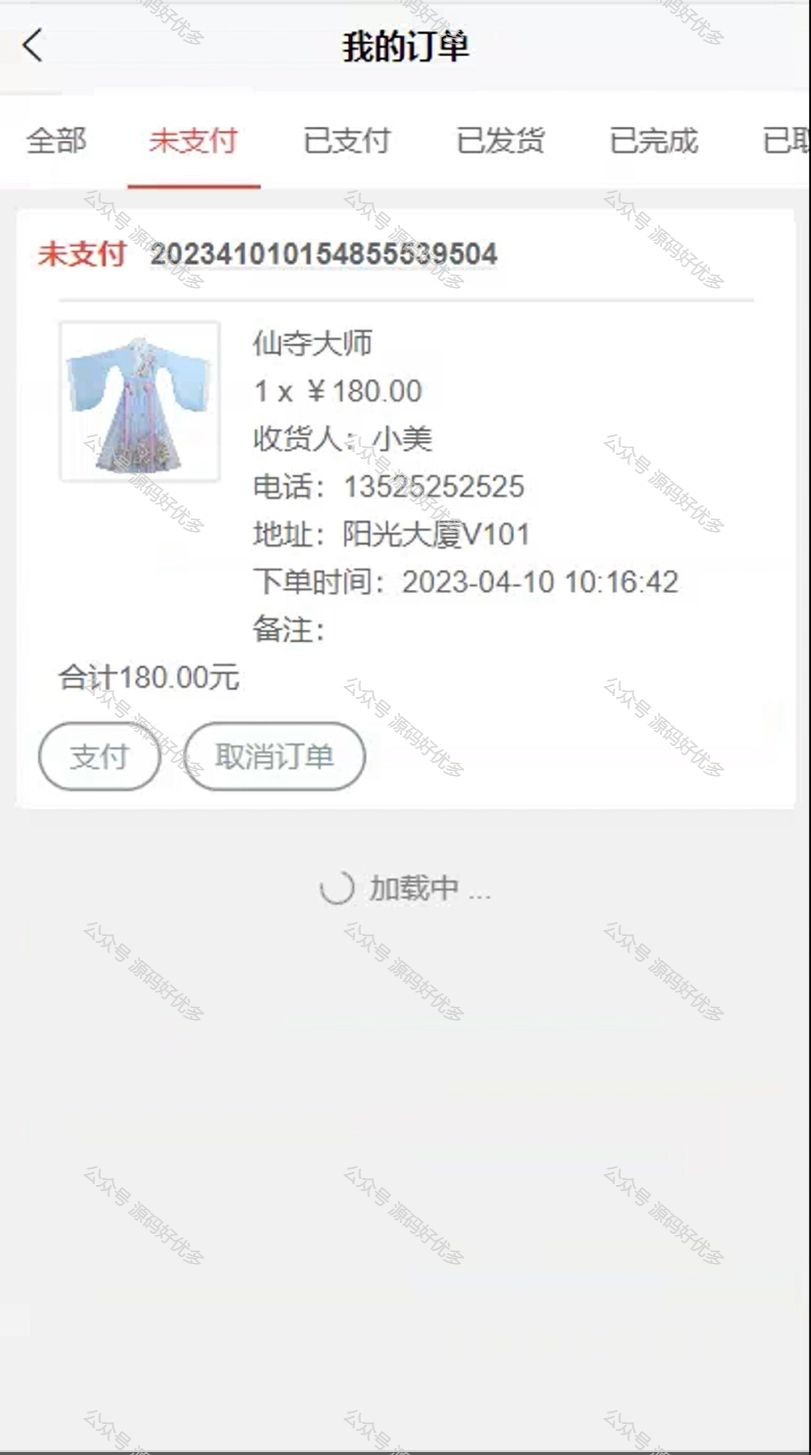 我的订单
全部 未支付 已支付 已发货 已完成 已取
未支付 202341010154855539504
仙夺大师
1 x ￥180.00
收货人：小美
电话：13525252525
地址：阳光大厦V101
下单时间：2023-04-10 10:16:42
备注：
合计180.00元
支付 取消订单
加载中 ...
公众号 源码好优多